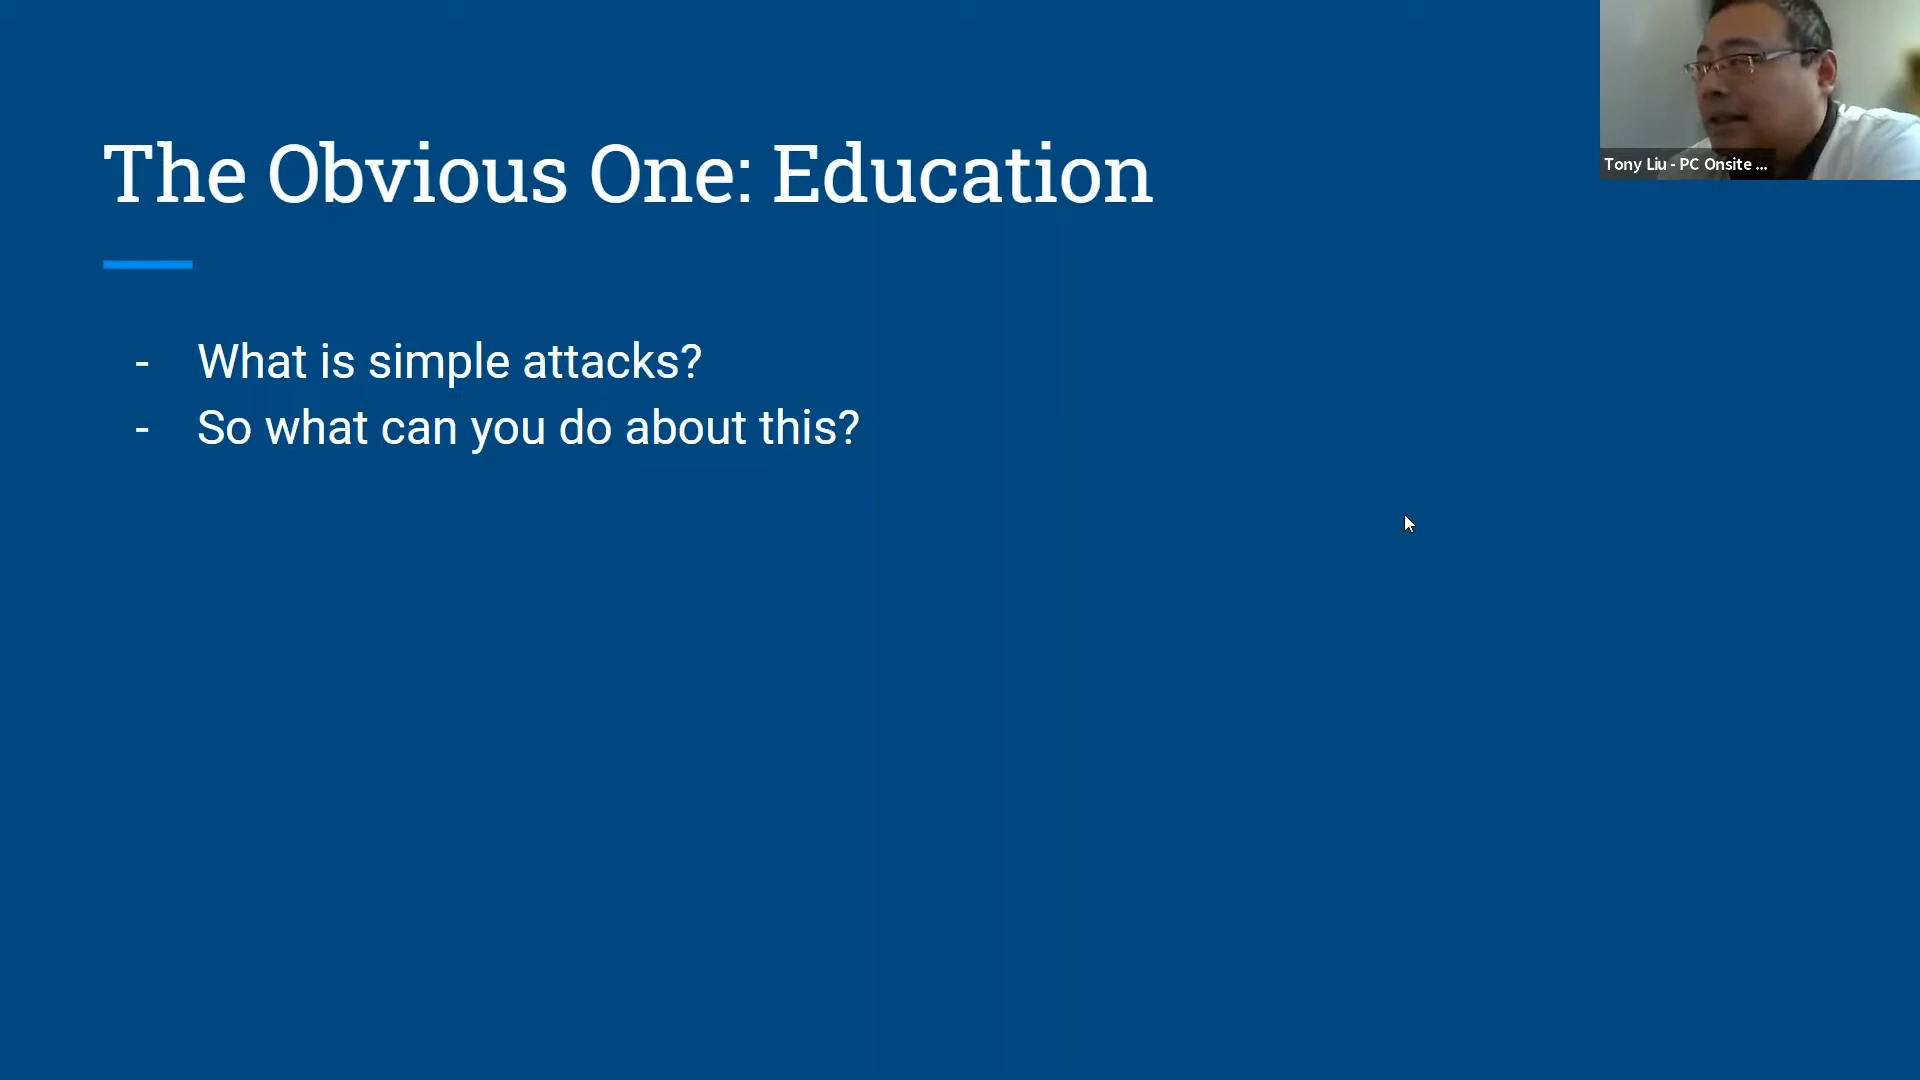 The Obvious One: Education
- What is simple attacks?
- So what can you do about this?
Tony Liu - PC Onsite ...